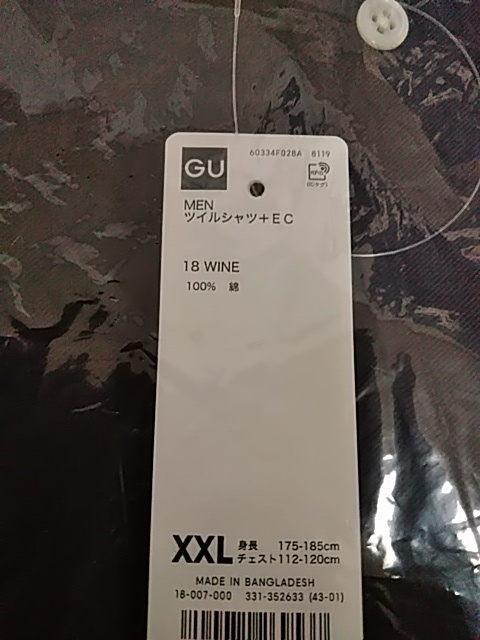 GU
60334F028A 8119
RFID
(ICタグ)
MEN
ツイルシャツ+EC
18 WINE
100% 綿
XXL 身長 175-185cm
チェスト112-120cm
MADE IN BANGLADESH
18-007-000 331-352633 (43-01)